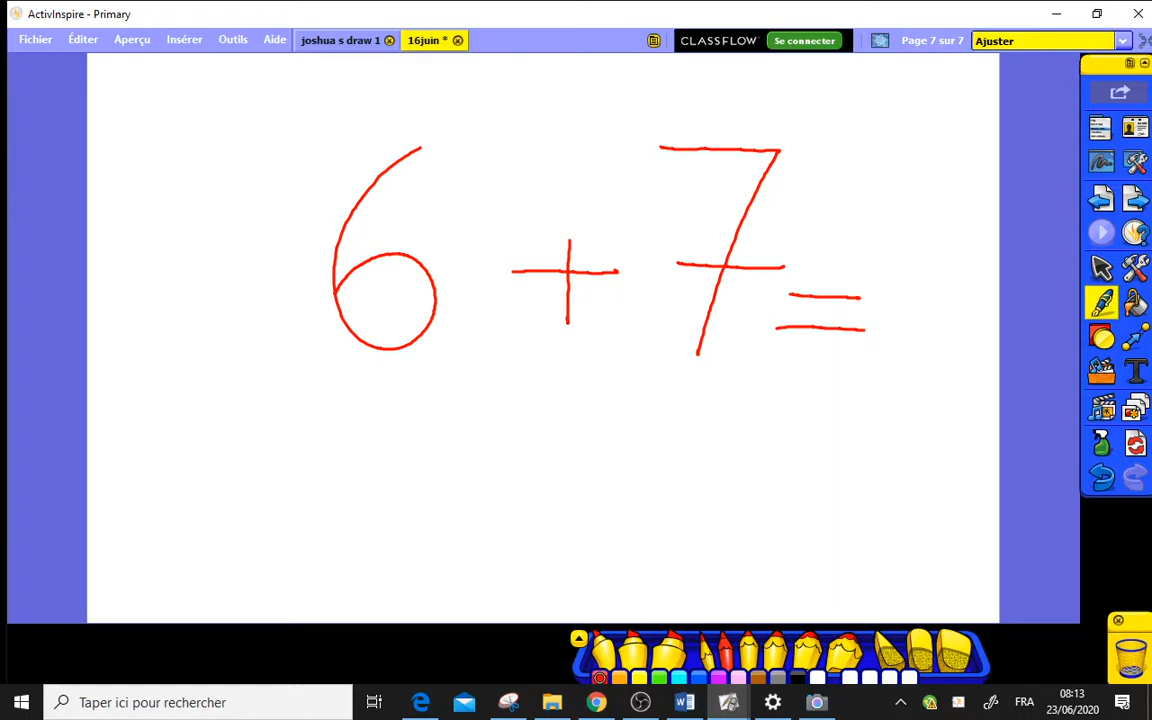 ActivInspire - Primary
Fichier Éditer Aperçu Insérer Outils Aide joshua s draw 1 16juin * CLASSFLOW Se connecter Page 7 sur 7 Ajuster
6 + 7 =
Taper ici pour rechercher
FRA
08:13
23/06/2020